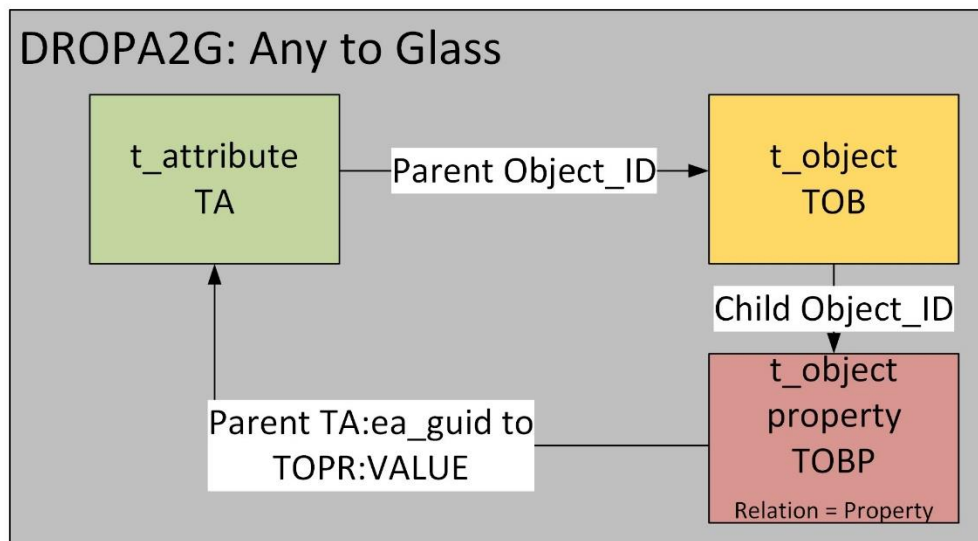 DROPA2G: Any to Glass
t_attribute
TA
Parent Object_ID
t_object
TOB
Child Object_ID
t_object
property
TOBP
Relation = Property
Parent TA:ea_guid to
TOPR:VALUE